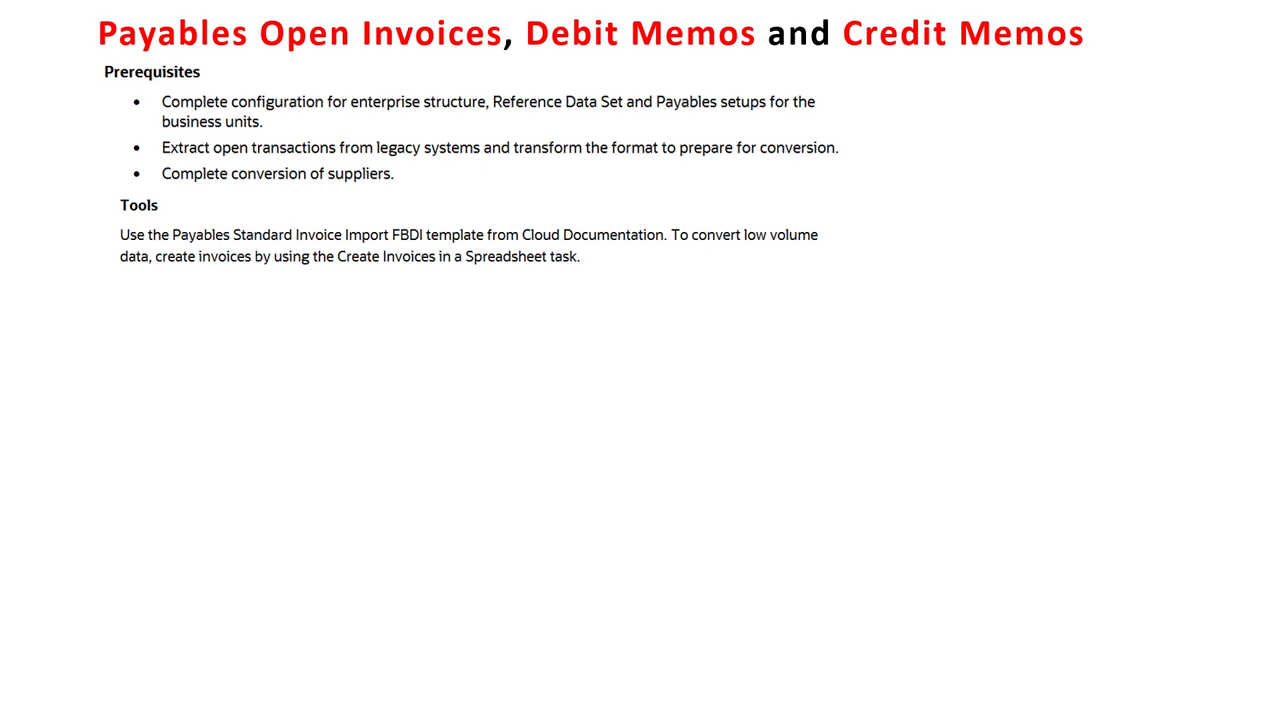 Payables Open Invoices, Debit Memos and Credit Memos
Prerequisites
• Complete configuration for enterprise structure, Reference Data Set and Payables setups for the
business units.
• Extract open transactions from legacy systems and transform the format to prepare for conversion.
• Complete conversion of suppliers.
Tools
Use the Payables Standard Invoice Import FBDI template from Cloud Documentation. To convert low volume
data, create invoices by using the Create Invoices in a Spreadsheet task.